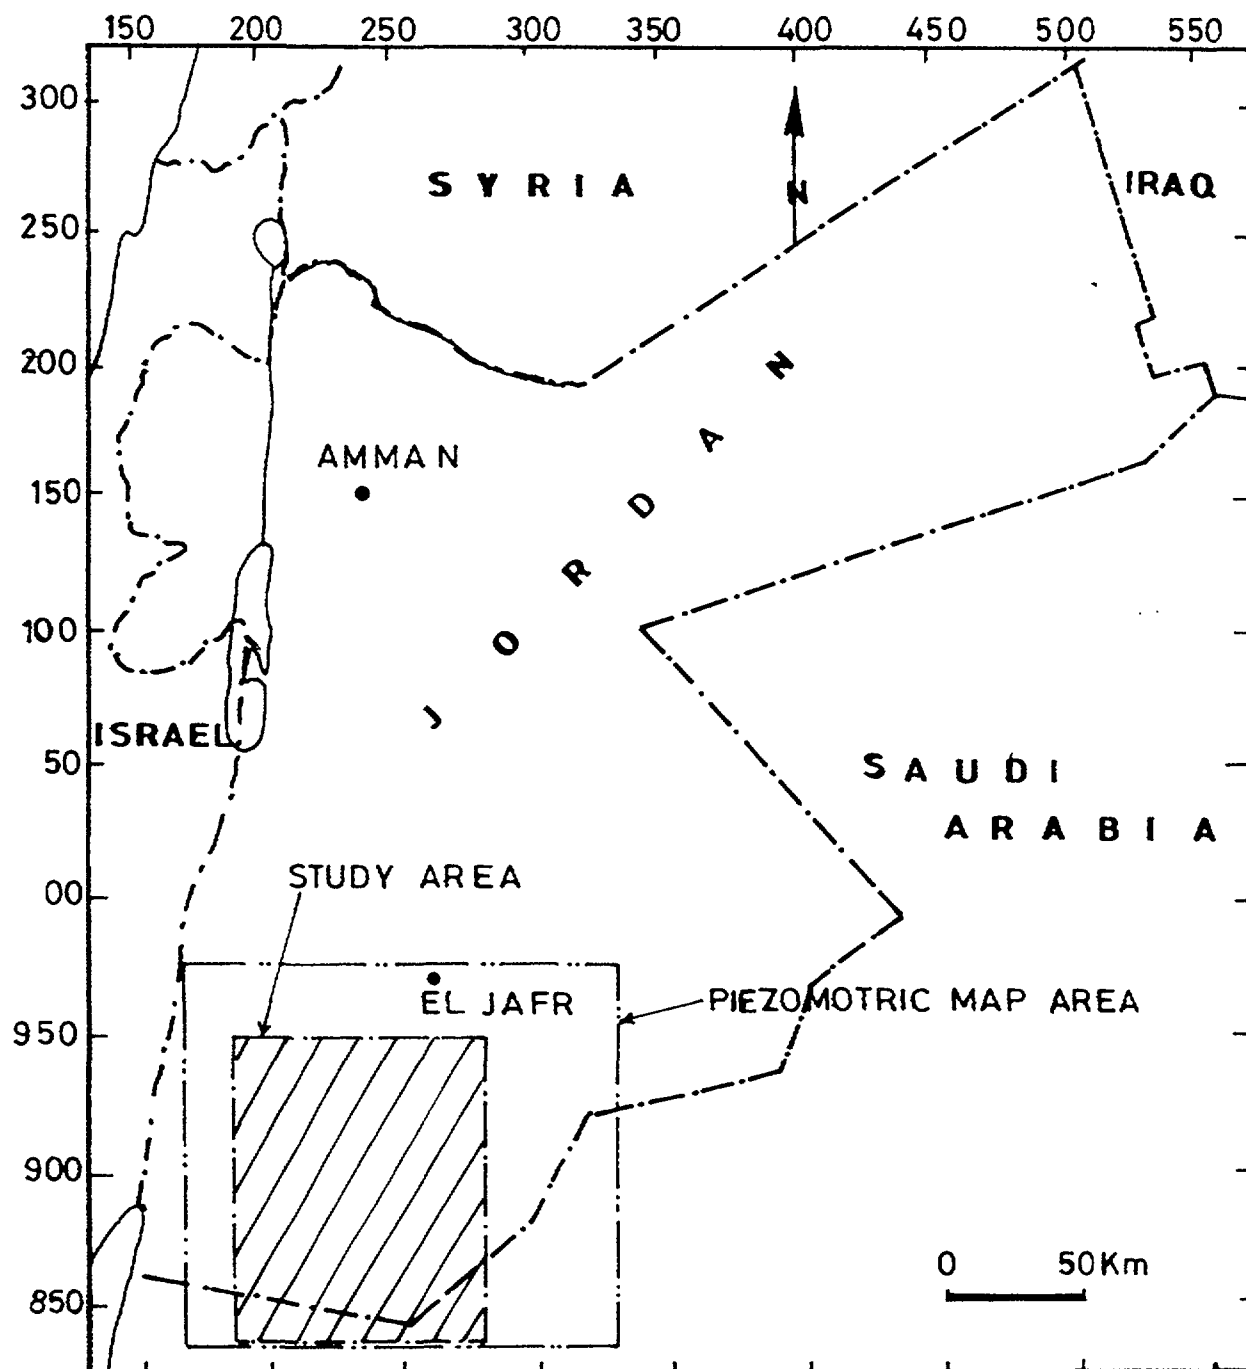 150 200 250 300 350 400 450 500 550
300
SYRIA
N
IRAQ
250
200
AMMAN
150
JORDAN
100
ISRAEL
50
SAUDI
ARABIA
STUDY AREA
00
EL JAFR
PIEZOMOTRIC MAP AREA
950
900
0 50Km
850